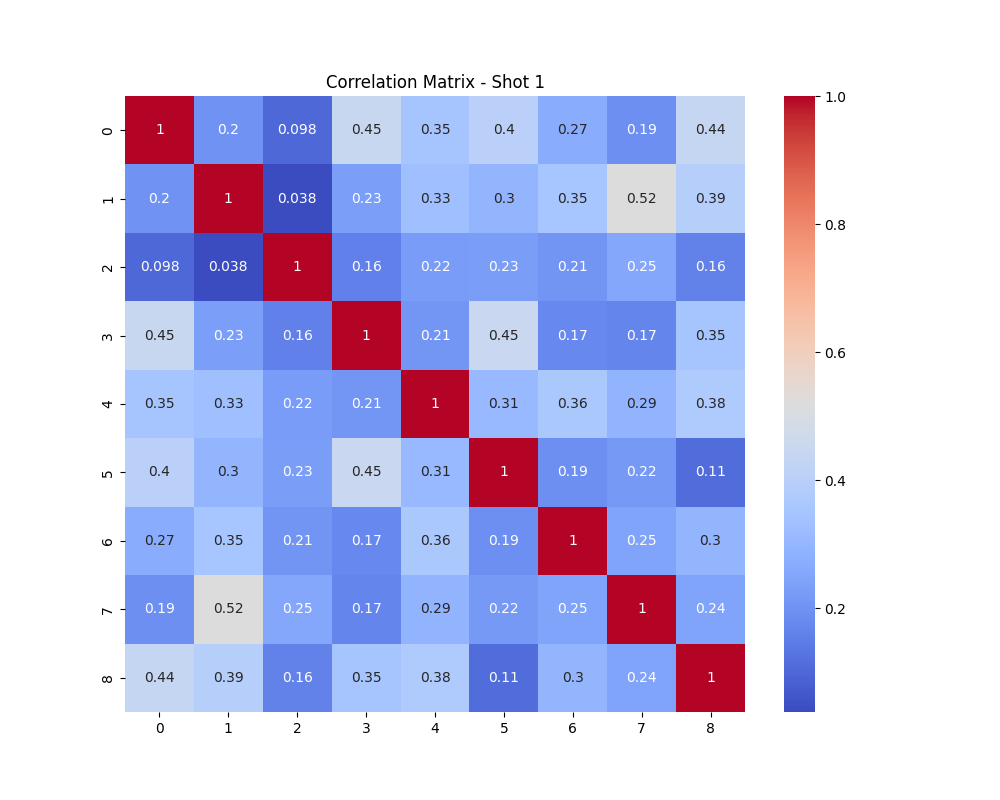 Correlation Matrix - Shot 1
0 1 0.2 0.098 0.45 0.35 0.4 0.27 0.19 0.44
1 0.2 1 0.038 0.23 0.33 0.3 0.35 0.52 0.39
2 0.098 0.038 1 0.16 0.22 0.23 0.21 0.25 0.16
3 0.45 0.23 0.16 1 0.21 0.45 0.17 0.17 0.35
4 0.35 0.33 0.22 0.21 1 0.31 0.36 0.29 0.38
5 0.4 0.3 0.23 0.45 0.31 1 0.19 0.22 0.11
6 0.27 0.35 0.21 0.17 0.36 0.19 1 0.25 0.3
7 0.19 0.52 0.25 0.17 0.29 0.22 0.25 1 0.24
8 0.44 0.39 0.16 0.35 0.38 0.11 0.3 0.24 1
0 1 2 3 4 5 6 7 8
1.0
0.8
0.6
0.4
0.2